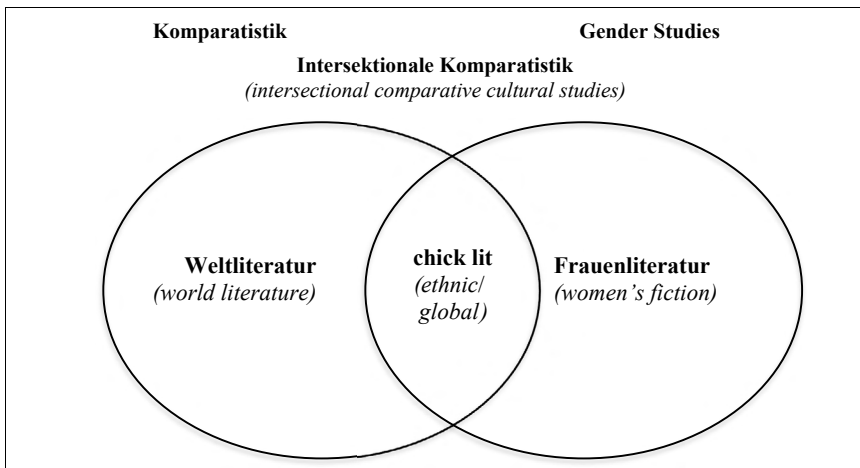 Komparatistik Gender Studies
Intersektionale Komparatistik
(intersectional comparative cultural studies)
Weltliteratur
(world literature)
chick lit
(ethnic/
global)
Frauenliteratur
(women’s fiction)